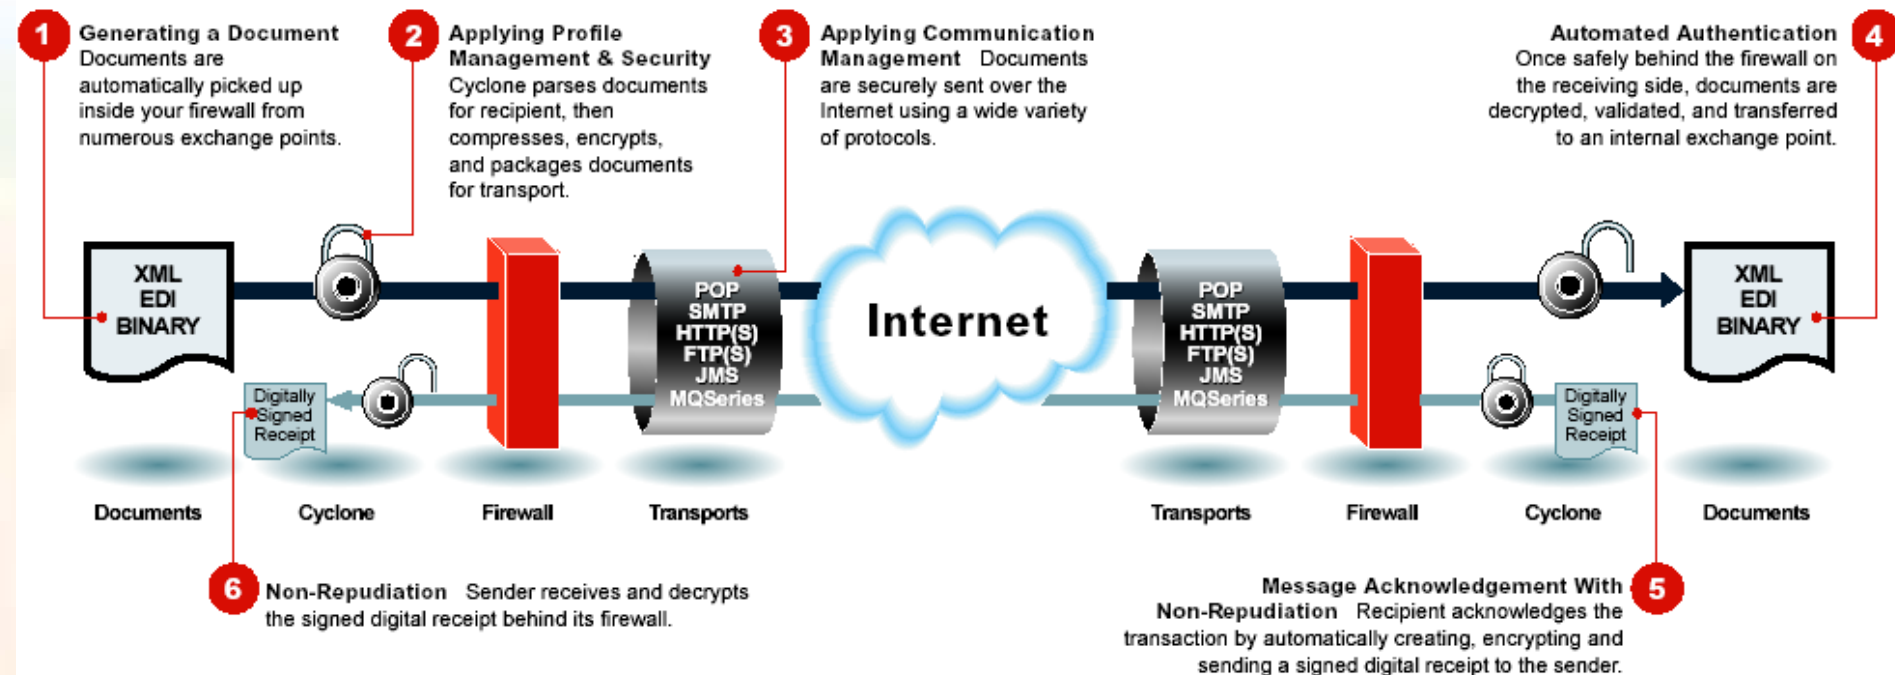 1
Generating a Document
Documents are
automatically picked up
inside your firewall from
numerous exchange points.
2
Applying Profile
Management & Security
Cyclone parses documents
for recipient, then
compresses, encrypts,
and packages documents
for transport.
3
Applying Communication
Management Documents
are securely sent over the
Internet using a wide variety
of protocols.
4
Automated Authentication
Once safely behind the firewall on
the receiving side, documents are
decrypted, validated, and transferred
to an internal exchange point.
XML
EDI
BINARY
POP
SMTP
HTTP(S)
FTP(S)
JMS
MQSeries
Internet
POP
SMTP
HTTP(S)
FTP(S)
JMS
MQSeries
XML
EDI
BINARY
Digitally
Signed
Receipt
Digitally
Signed
Receipt
Documents
Cyclone
Firewall
Transports
Transports
Firewall
Cyclone
Documents
6
Non-Repudiation Sender receives and decrypts
the signed digital receipt behind its firewall.
5
Message Acknowledgement With
Non-Repudiation Recipient acknowledges the
transaction by automatically creating, encrypting and
sending a signed digital receipt to the sender.